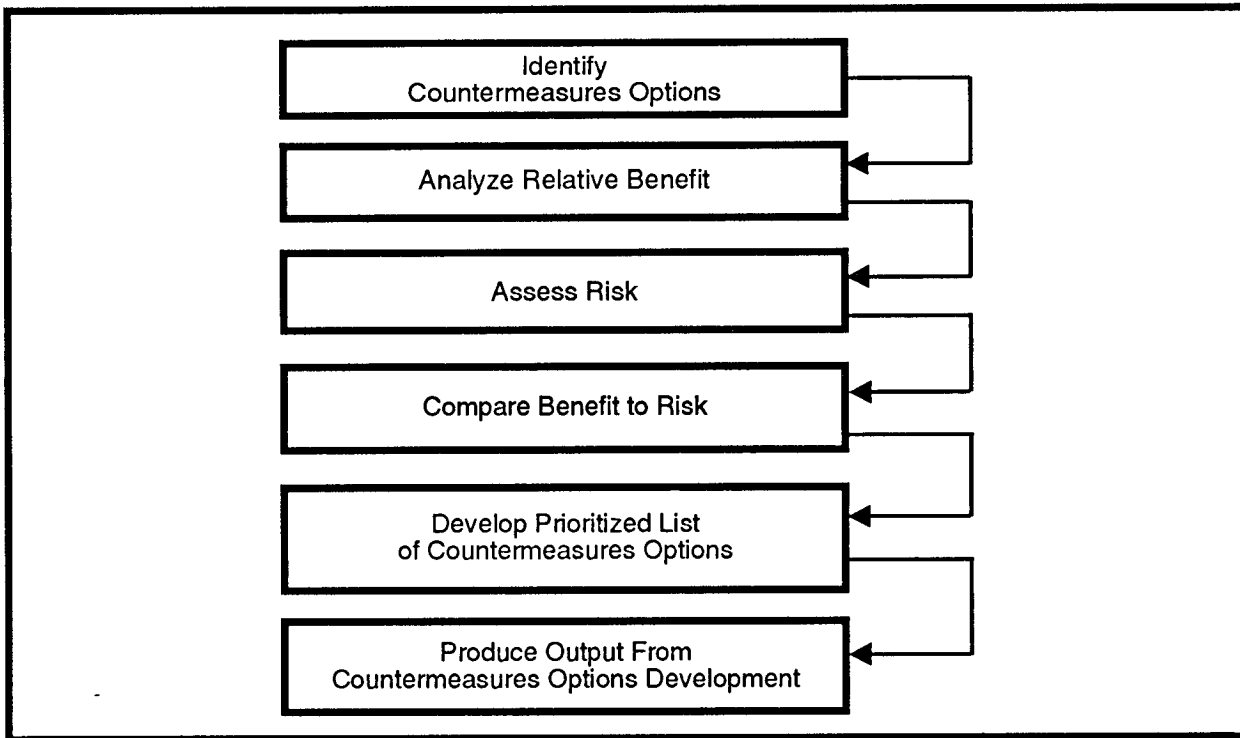 Identify
Countermeasures Options
Analyze Relative Benefit
Assess Risk
Compare Benefit to Risk
Develop Prioritized List
of Countermeasures Options
Produce Output From
Countermeasures Options Development